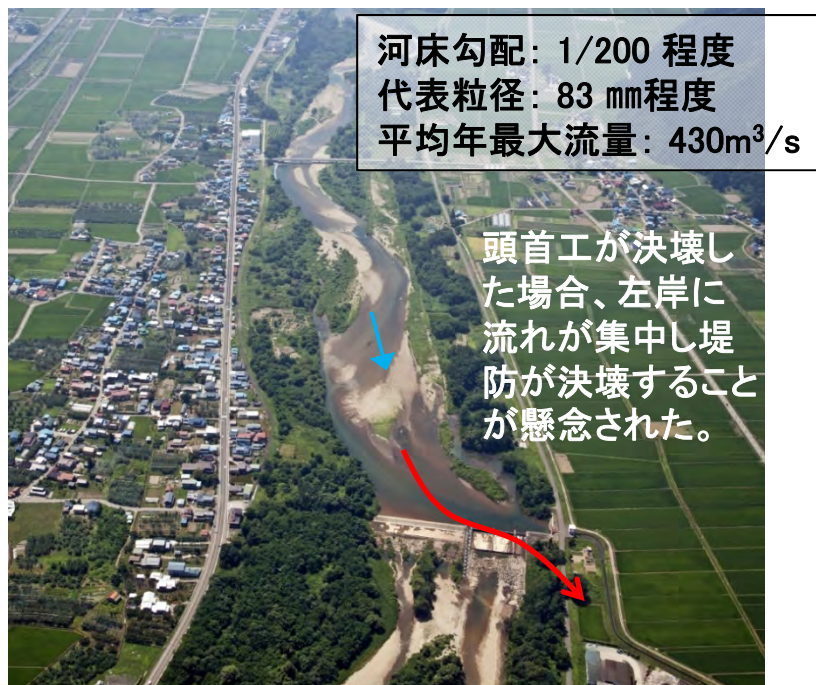 河床勾配: 1/200 程度
代表粒径: 83 ㎜程度
平均年最大流量: 430m³/s
頭首工が決壊し
た場合、左岸に
流れが集中し堤
防が決壊すること
が懸念された。